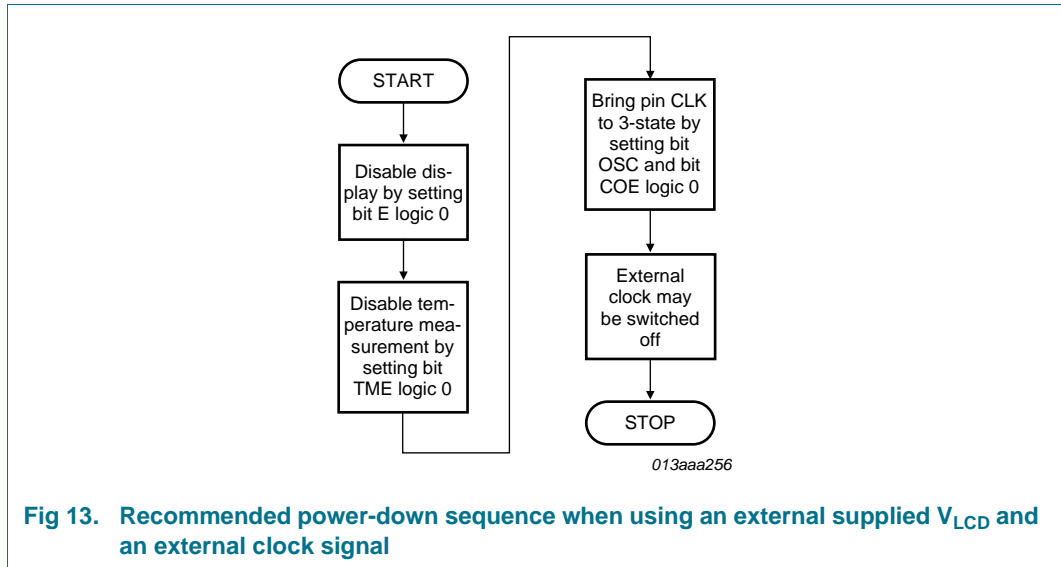 START
Disable dis-
play by setting
bit E logic 0
Disable tem-
perature mea-
surement by
setting bit
TME logic 0
Bring pin CLK
to 3-state by
setting bit
OSC and bit
COE logic 0
External
clock may
be switched
off
STOP
013aaa256
Fig 13. Recommended power-down sequence when using an external supplied VLCD and
an external clock signal